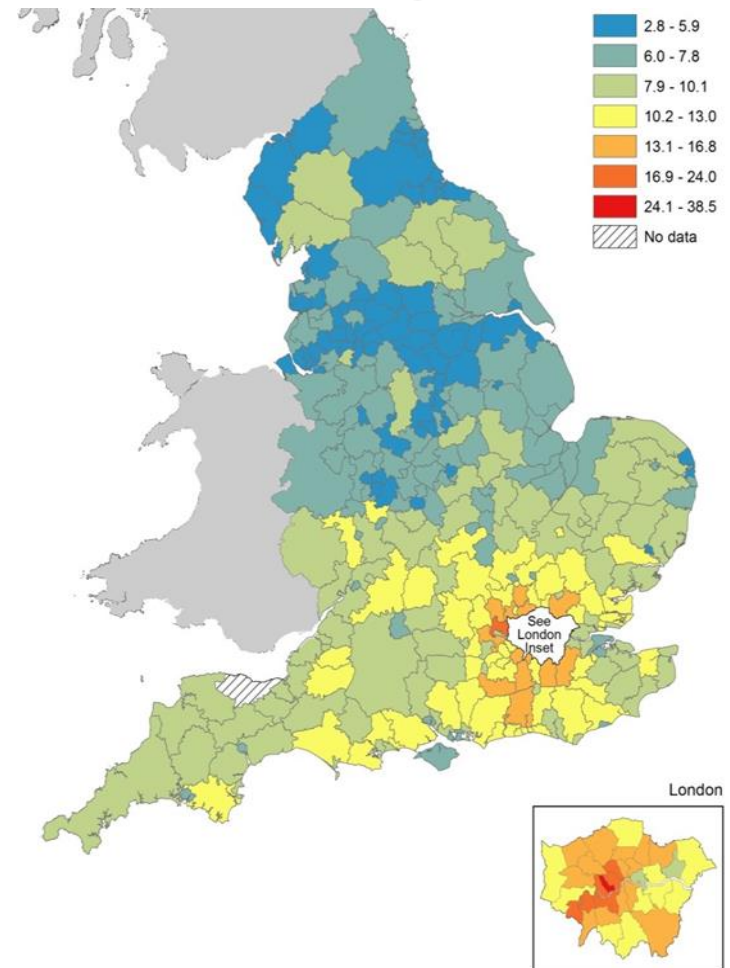 2.8 - 5.9
6.0 - 7.8
7.9 - 10.1
10.2 - 13.0
13.1 - 16.8
16.9 - 24.0
24.1 - 38.5
No data
See
London
Inset
London